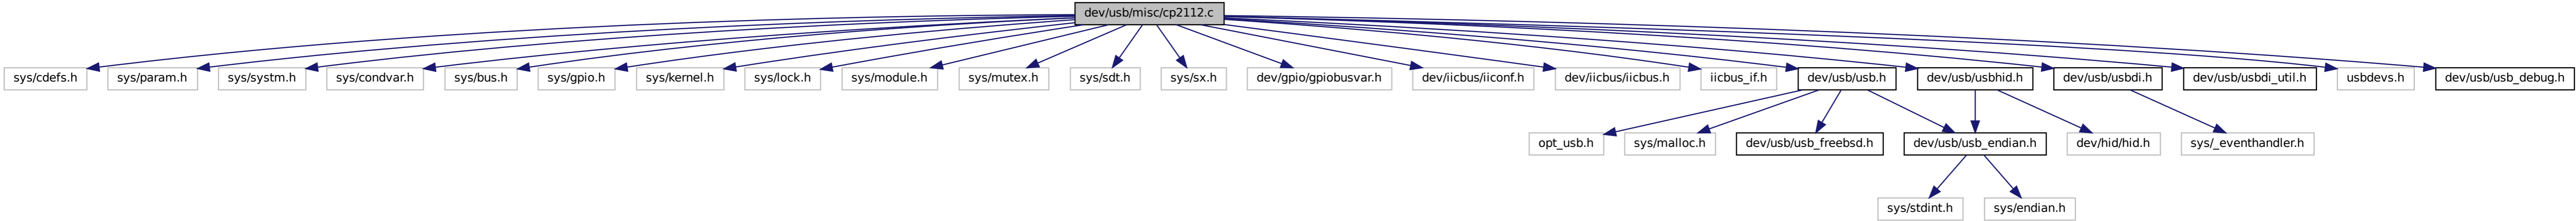 dev/usb/misc/cp2112.c
sys/cdefs.h
sys/param.h
sys/systm.h
sys/condvar.h
sys/bus.h
sys/gpio.h
sys/kernel.h
sys/lock.h
sys/module.h
sys/mutex.h
sys/sdt.h
sys/sx.h
dev/gpio/gpiobusvar.h
dev/iicbus/iiconf.h
dev/iicbus/iicbus.h
iicbus_if.h
dev/usb/usb.h
dev/usb/usbhid.h
dev/usb/usbdi.h
dev/usb/usbdi_util.h
usbdevs.h
dev/usb/usb_debug.h
opt_usb.h
sys/malloc.h
dev/usb/usb_freebsd.h
dev/usb/usb_endian.h
dev/hid/hid.h
sys/_eventhandler.h
sys/stdint.h
sys/endian.h